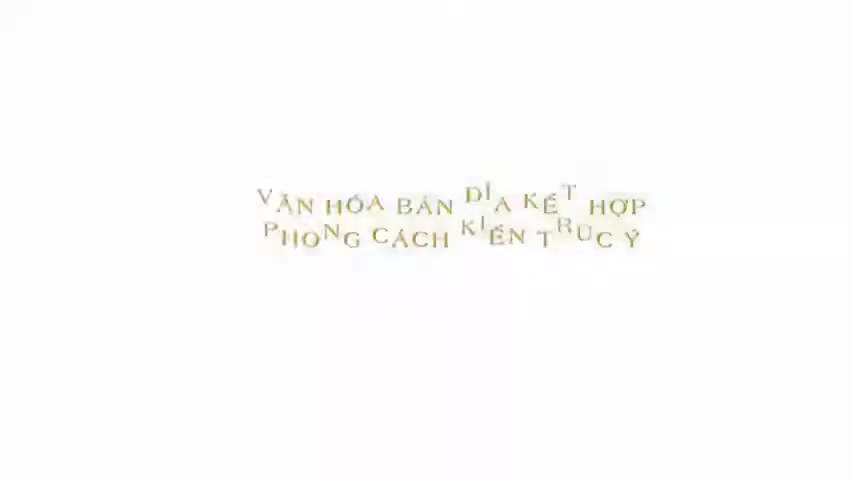 VĂN HÓA BẢN ĐỊA KẾT HỢP
PHONG CÁCH KIẾN TRÚC Ý